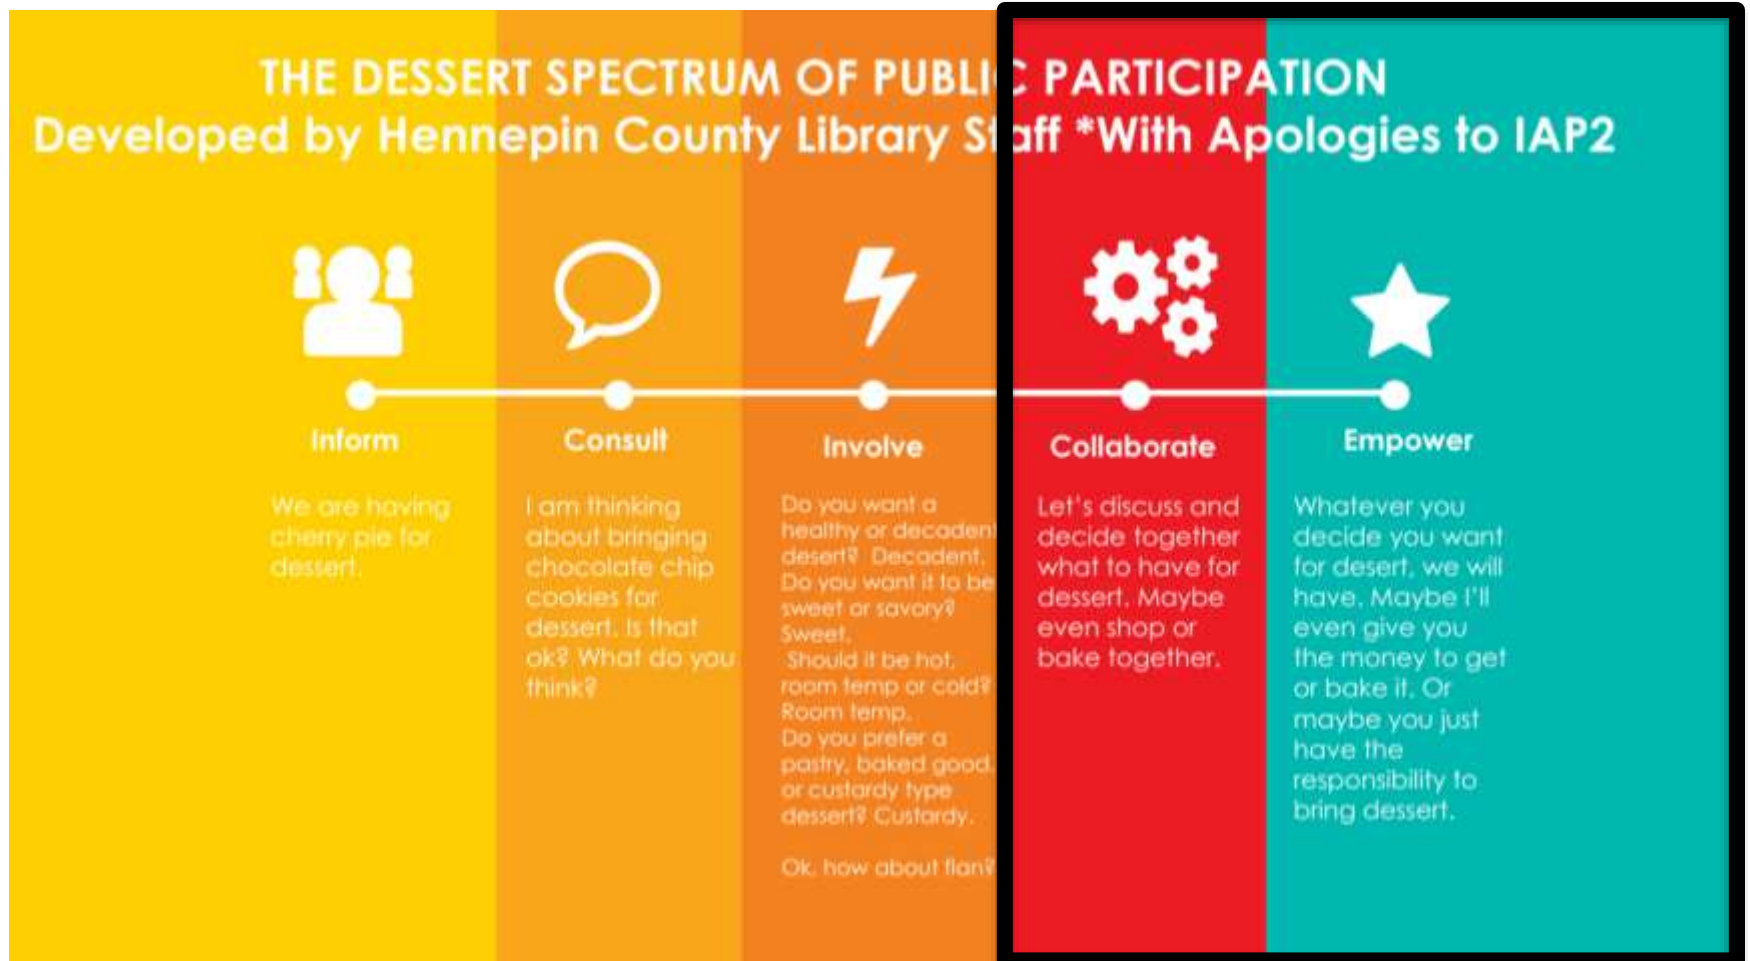 THE DESSERT SPECTRUM OF PUBLIC PARTICIPATION
Developed by Hennepin County Library Staff *With Apologies to IAP2
Inform
We are having
cherry pie for
dessert.
Consult
I am thinking
about bringing
chocolate chip
cookies for
dessert. Is that
ok? What do you
think?
Involve
Do you want a
healthy or decadent
desert? Decadent.
Do you want it to be
sweet or savory?
Sweet.
Should it be hot,
room temp or cold?
Room temp.
Do you prefer a
pastry, baked good,
or custardy type
dessert? Custardy.
Ok, how about flan?
Collaborate
Let's discuss and
decide together
what to have for
dessert. Maybe
even shop or
bake together.
Empower
Whatever you
decide you want
for desert, we will
have. Maybe I'll
even give you
the money to get
or bake it. Or
maybe you just
have the
responsibility to
bring dessert.